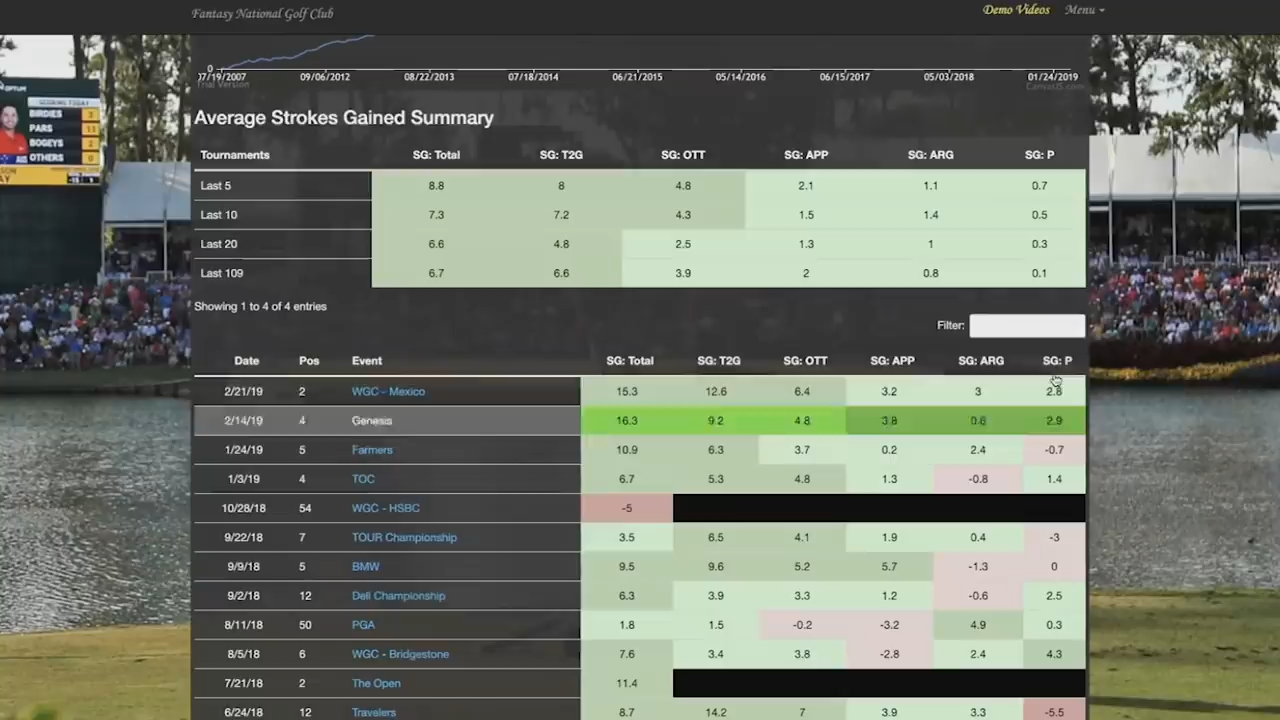 Fantasy National Golf Club
Demo Videos Menu
0
07/19/2007 09/06/2012 08/22/2013 07/18/2014 06/21/2015 05/14/2016 06/15/2017 05/03/2018 01/24/2019
Trial Version CanvasJS.com
Average Strokes Gained Summary
Tournaments SG: Total SG: T2G SG: OTT SG: APP SG: ARG SG: P
Last 5 8.8 8 4.8 2.1 1.1 0.7
Last 10 7.3 7.2 4.3 1.5 1.4 0.5
Last 20 6.6 4.8 2.5 1.3 1 0.3
Last 109 6.7 6.6 3.9 2 0.8 0.1
Showing 1 to 4 of 4 entries
Filter:
Date Pos Event SG: Total SG: T2G SG: OTT SG: APP SG: ARG SG: P
2/21/19 2 WGC - Mexico 15.3 12.6 6.4 3.2 3 2.8
2/14/19 4 Genesis 16.3 9.2 4.8 3.8 0.6 2.9
1/24/19 5 Farmers 10.9 6.3 3.7 0.2 2.4 -0.7
1/3/19 4 TOC 6.7 5.3 4.8 1.3 -0.8 1.4
10/28/18 54 WGC - HSBC -5
9/22/18 7 TOUR Championship 3.5 6.5 4.1 1.9 0.4 -3
9/9/18 5 BMW 9.5 9.6 5.2 5.7 -1.3 0
9/2/18 12 Dell Championship 6.3 3.9 3.3 1.2 -0.6 2.5
8/11/18 50 PGA 1.8 1.5 -0.2 -3.2 4.9 0.3
8/5/18 6 WGC - Bridgestone 7.6 3.4 3.8 -2.8 2.4 4.3
7/21/18 2 The Open 11.4
6/24/18 12 Travelers 8.7 14.2 7 3.9 3.3 -5.5
OPTUM
SCORING TODAY
BIRDIES 3
PARS 13
BOGEYS 2
OTHERS 0